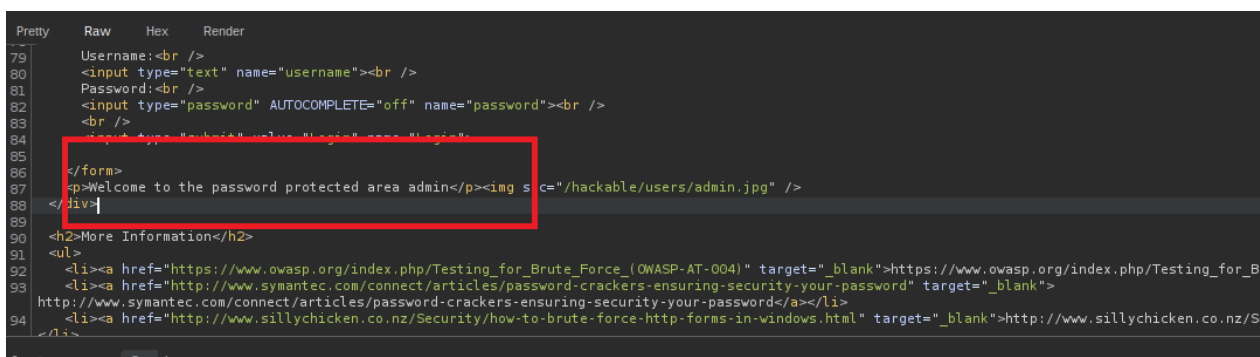 Pretty Raw Hex Render
79 Username:<br />
80 <input type="text" name="username"><br />
81 Password:<br />
82 <input type="password" AUTOCOMPLETE="off" name="password"><br />
83 <br />
84
85
86 </form>
87 <p>Welcome to the password protected area admin</p><img src="/hackable/users/admin.jpg" />
88 </div>
89
90 <h2>More Information</h2>
91 <ul>
92 <li><a href="https://www.owasp.org/index.php/Testing_for_Brute_Force_(OWASP-AT-004)" target="_blank">https://www.owasp.org/index.php/Testing_for_B
93 <li><a href="http://www.symantec.com/connect/articles/password-crackers-ensuring-security-your-password" target="_blank">
http://www.symantec.com/connect/articles/password-crackers-ensuring-security-your-password</a></li>
94 <li><a href="http://www.sillychicken.co.nz/Security/how-to-brute-force-http-forms-in-windows.html" target="_blank">http://www.sillychicken.co.nz/S
</li>